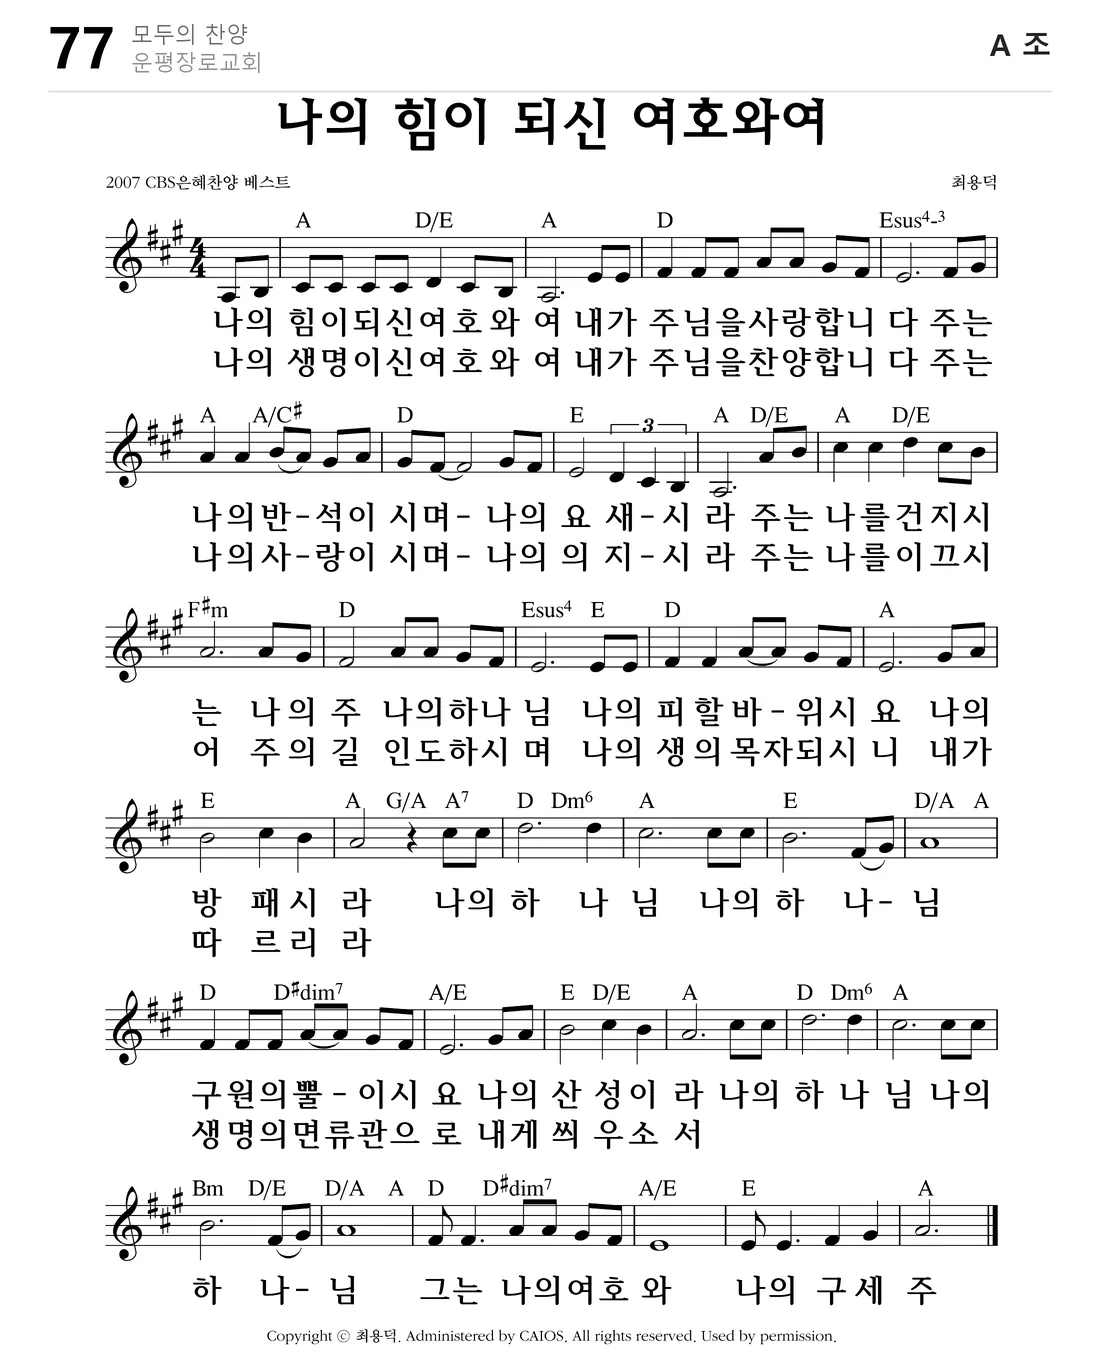 77 모두의 찬양
운평장로교회
A 조
나의 힘이 되신 여호와여
2007 CBS은혜찬양 베스트
최용덕
A D/E A D Esus4-3
4
4
나의 힘이되신여호와 여 내가 주님을사랑합니 다 주는
나의 생명이신여호와 여 내가 주님을찬양합니 다 주는
A A/C♯ D E A D/E A D/E
3
나의반-석이 시며- 나의 요 새-시 라 주는 나를건지시
나의사-랑이 시며- 나의 의 지-시 라 주는 나를이끄시
F♯m D Esus4 E D A
는 나의 주 나의하나 님 나의 피할바-위시 요 나의
어 주의 길 인도하시 며 나의 생의목자되시 니 내가
E A G/A A7 D Dm6 A E D/A A
방 패시 라 나의 하 나 님 나의 하 나- 님
따 르리 라
D D♯dim7 A/E E D/E A D Dm6 A
구원의뿔-이시 요 나의 산 성이 라 나의 하 나 님 나의
생명의면류관으 로 내게 씌 우소 서
Bm D/E D/A A D D♯dim7 A/E E A
하 나- 님 그는 나의여호 와 나의 구세 주
Copyright ⓒ 최용덕. Administered by CAIOS. All rights reserved. Used by permission.